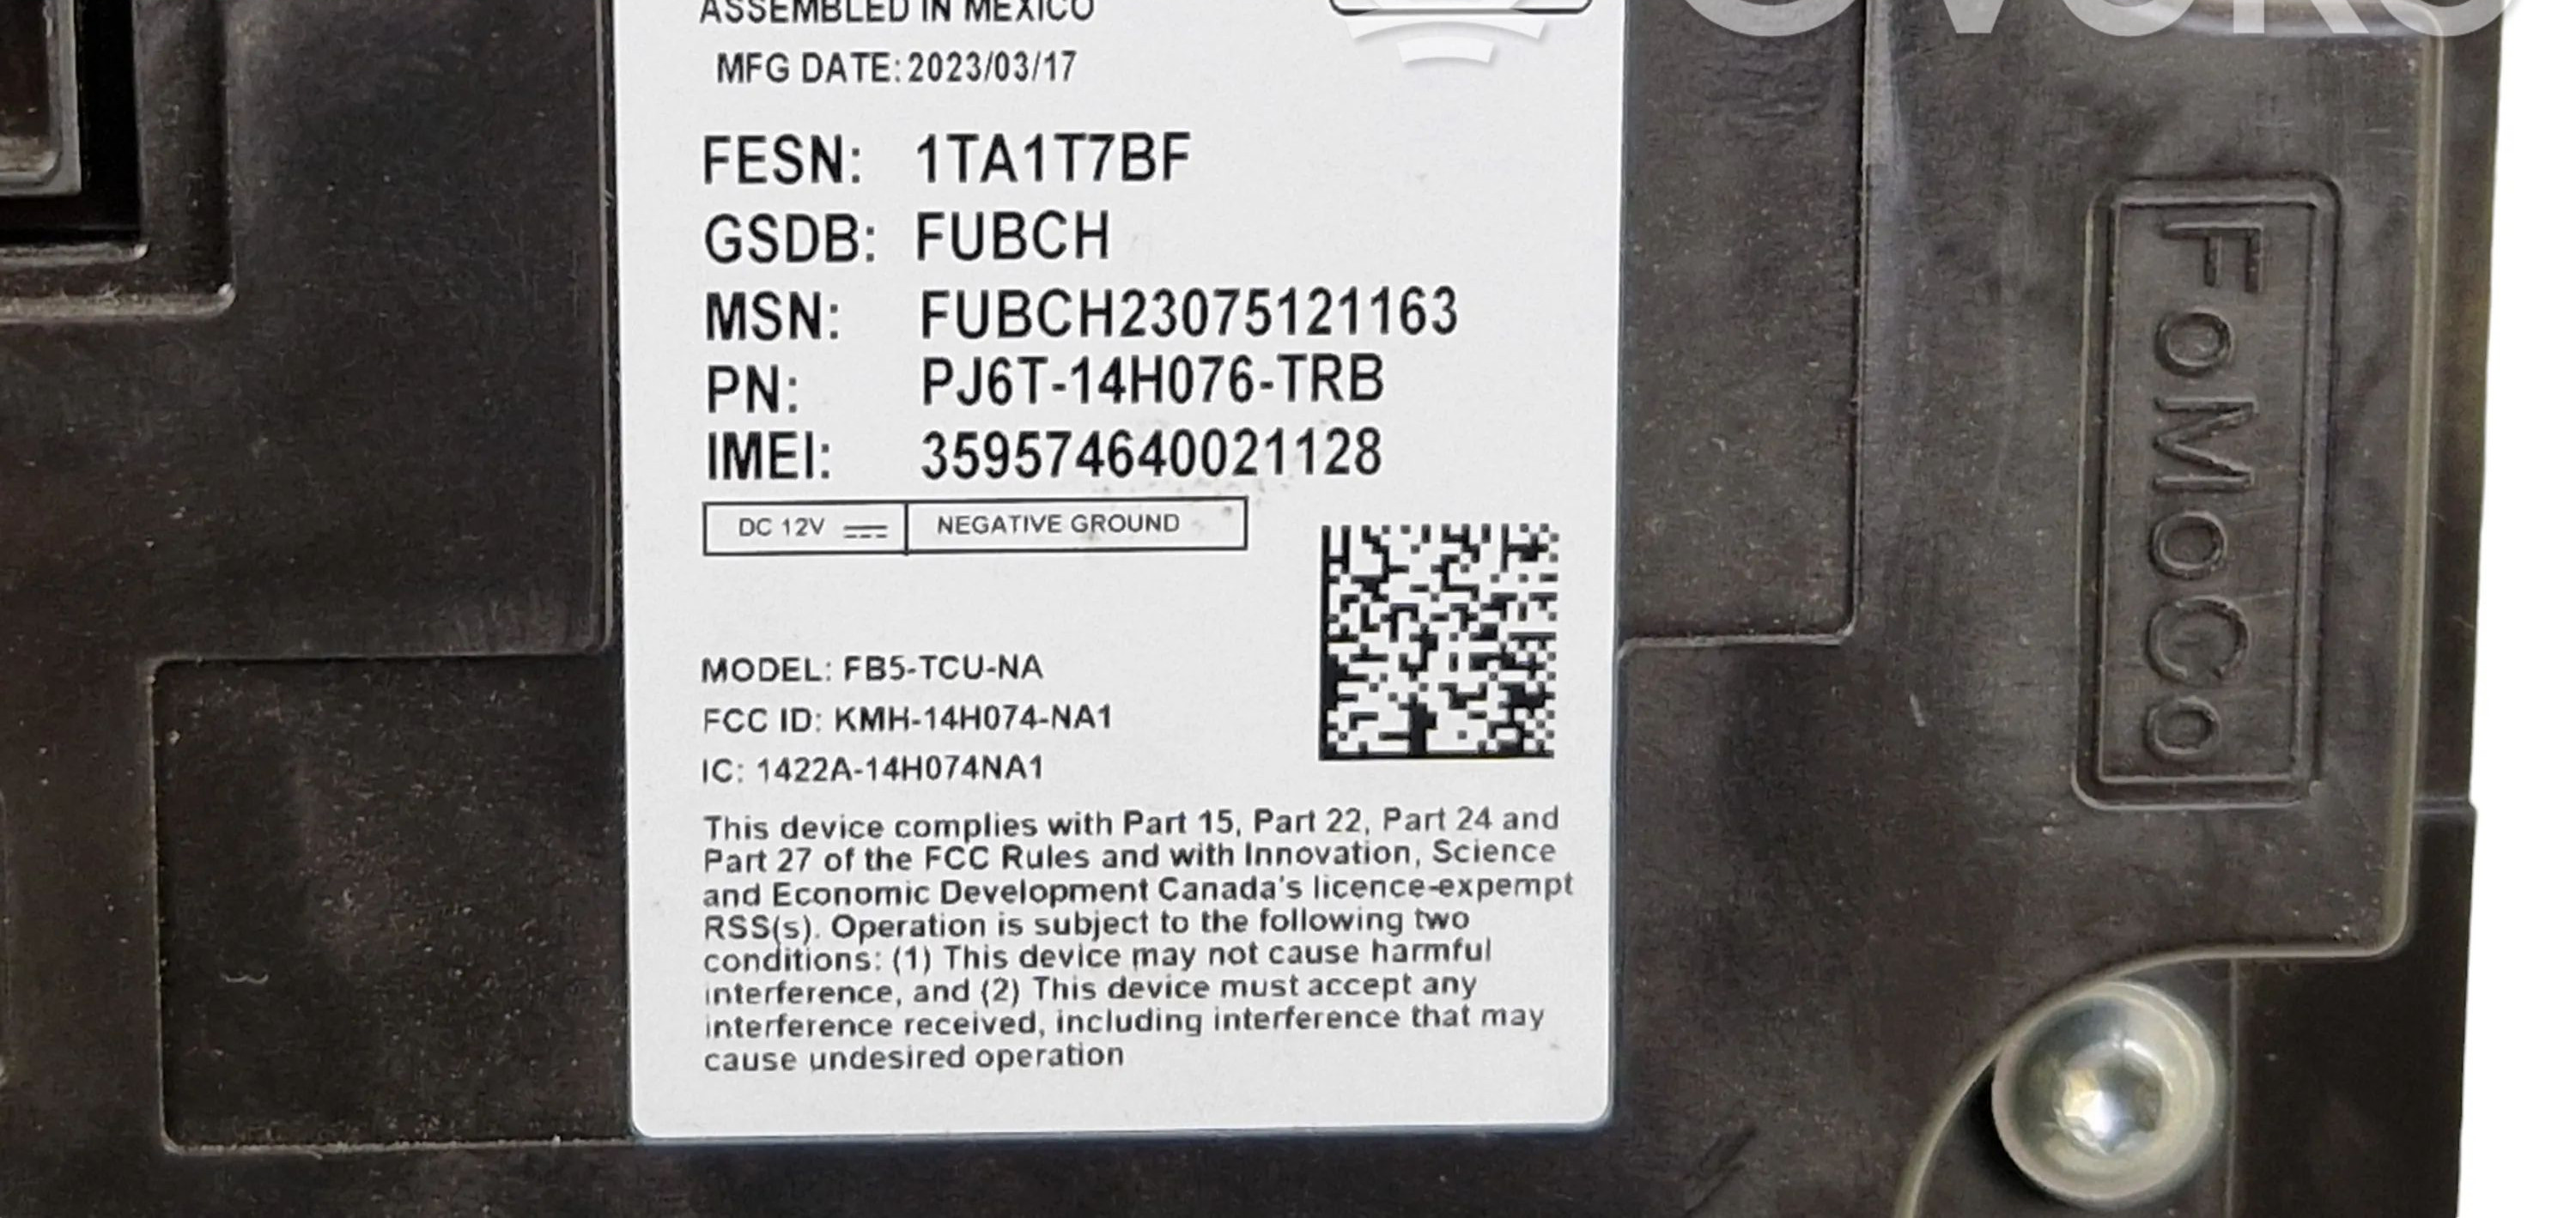 ASSEMBLED IN MEXICO
MFG DATE: 2023/03/17
FESN: 1TA1T7BF
GSDB: FUBCH
MSN: FUBCH23075121163
PN: PJ6T-14H076-TRB
IMEI: 359574640021128
DC 12V NEGATIVE GROUND
MODEL: FB5-TCU-NA
FCC ID: KMH-14H074-NA1
IC: 1422A-14H074NA1
This device complies with Part 15, Part 22, Part 24 and
Part 27 of the FCC Rules and with Innovation, Science
and Economic Development Canada's licence-expempt
RSS(s). Operation is subject to the following two
conditions: (1) This device may not cause harmful
interference, and (2) This device must accept any
interference received, including interference that may
cause undesired operation
FoMoCo